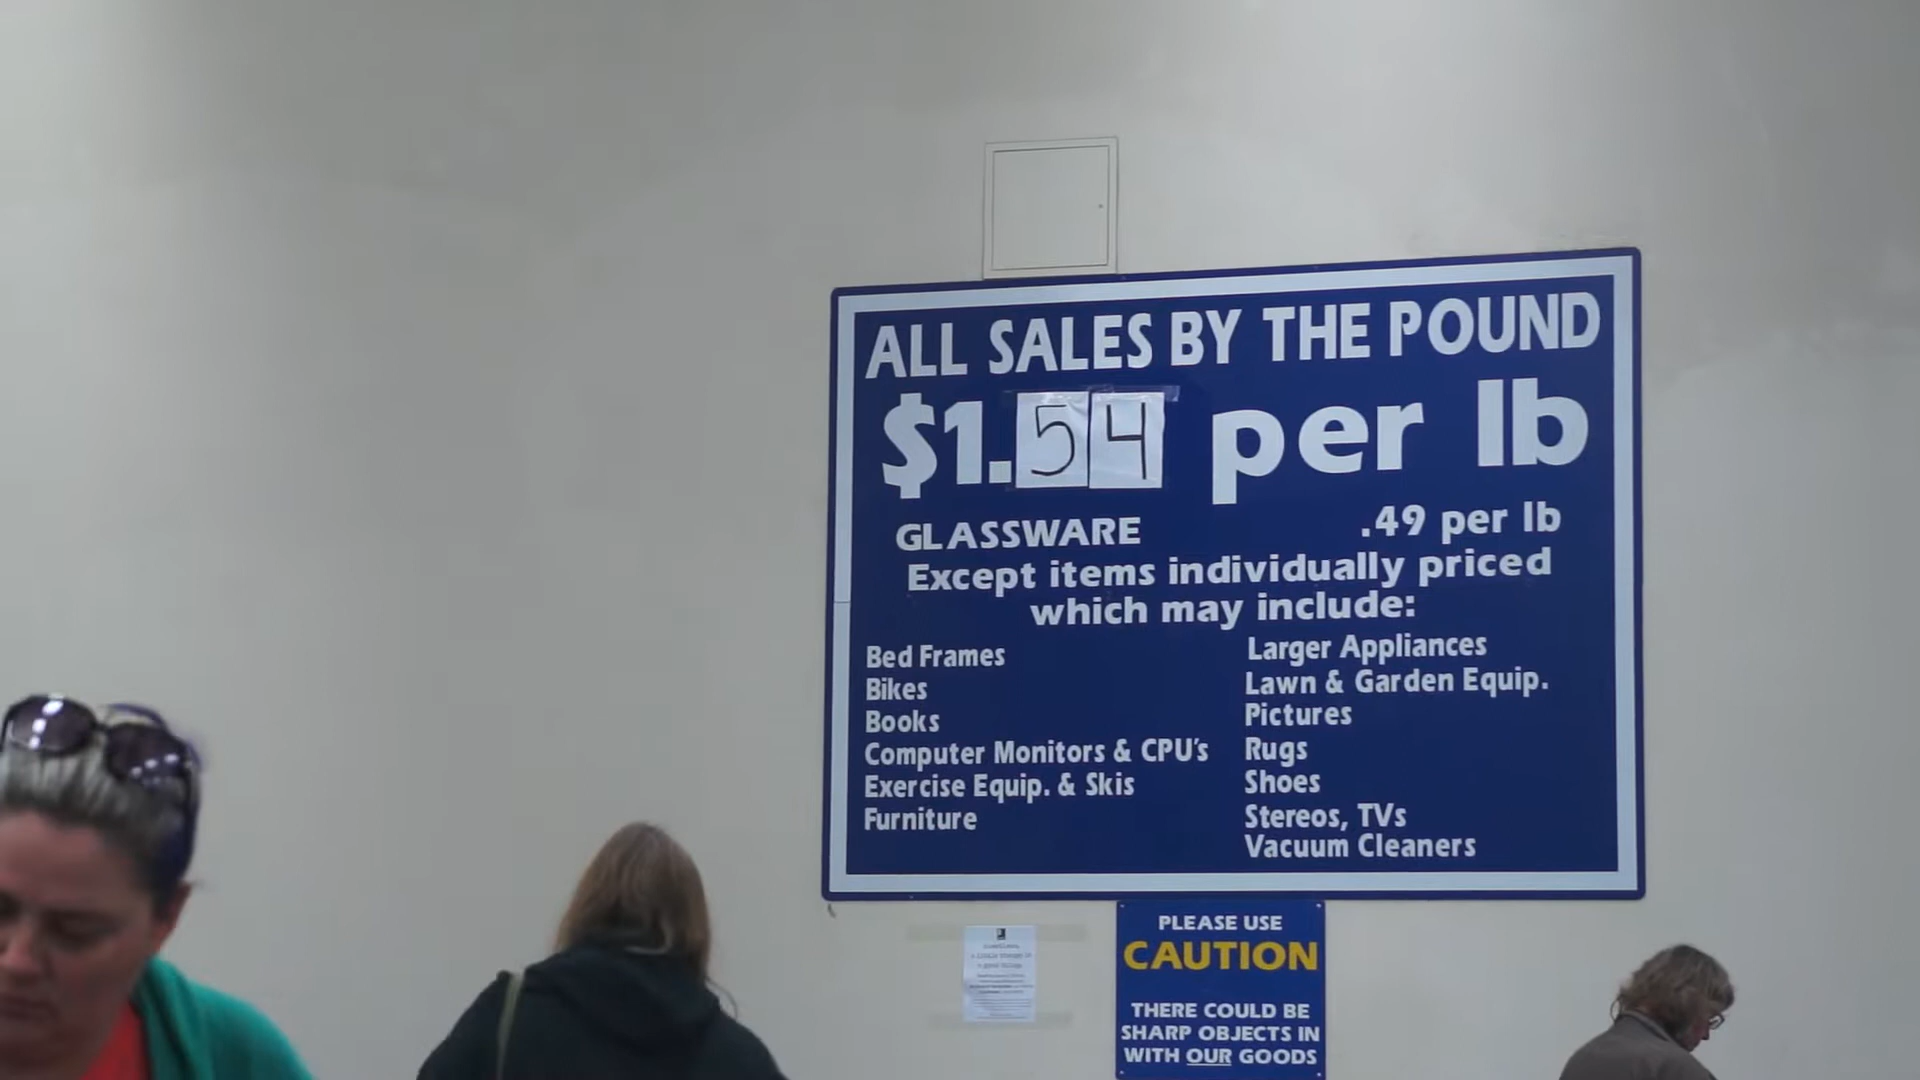 ALL SALES BY THE POUND
$1.54 per lb
GLASSWARE .49 per lb
Except items individually priced
which may include:
Bed Frames
Bikes
Books
Computer Monitors & CPU's
Exercise Equip. & Skis
Furniture
Larger Appliances
Lawn & Garden Equip.
Pictures
Rugs
Shoes
Stereos, TVs
Vacuum Cleaners
PLEASE USE
CAUTION
THERE COULD BE
SHARP OBJECTS IN
WITH OUR GOODS